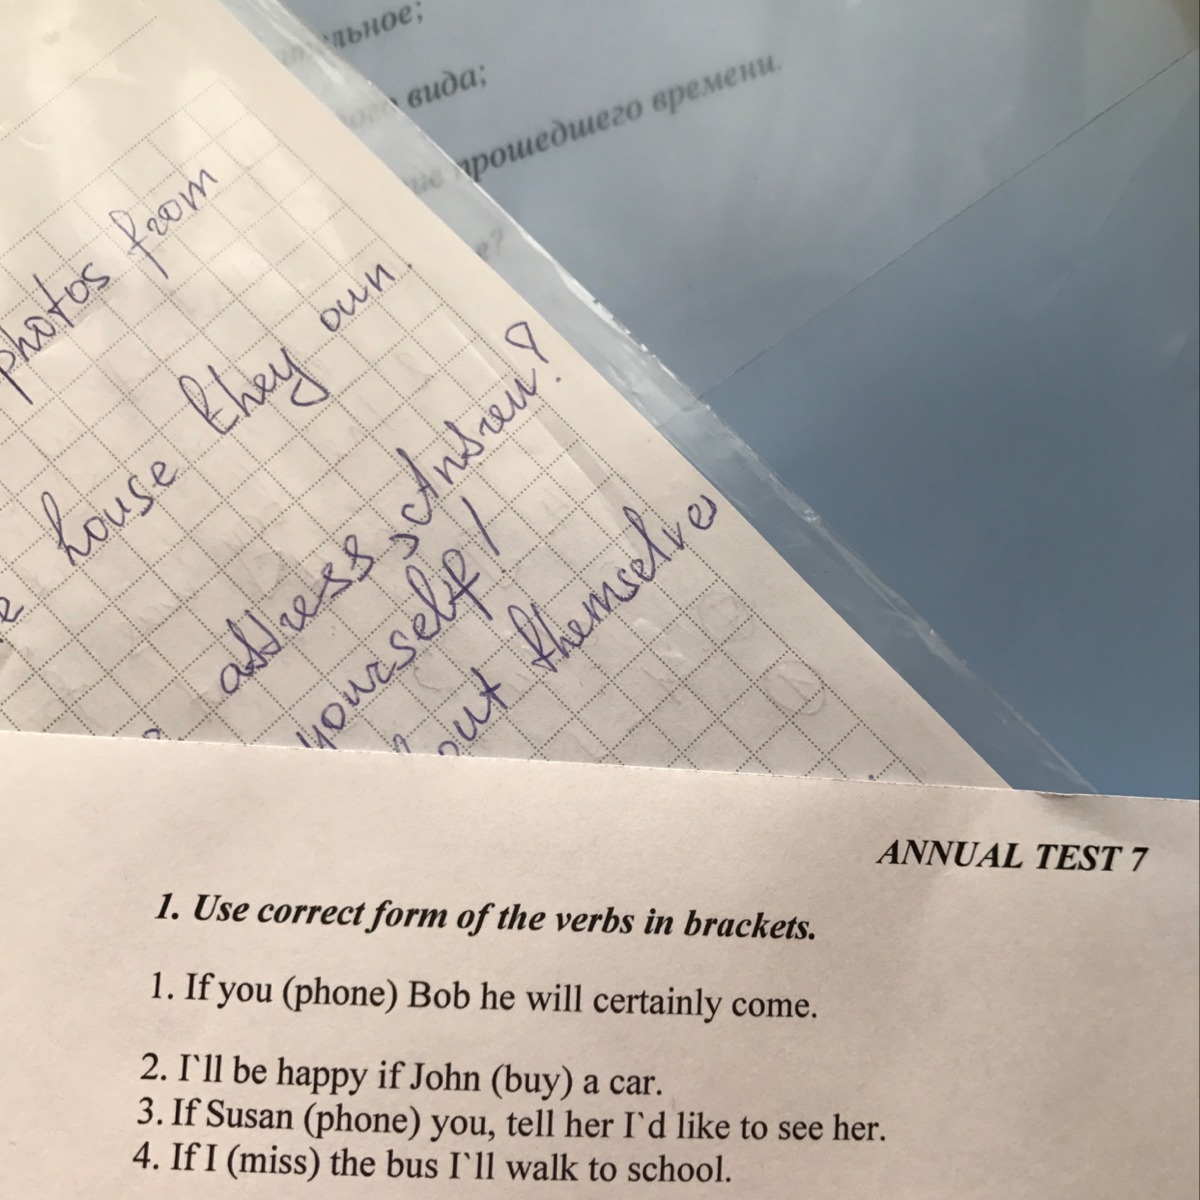 вида;
прошедшего времени.
photos from
house they own.
address, Andrew?
yourself!
out themselves
ANNUAL TEST 7
1. Use correct form of the verbs in brackets.
1. If you (phone) Bob he will certainly come.
2. I`ll be happy if John (buy) a car.
3. If Susan (phone) you, tell her I`d like to see her.
4. If I (miss) the bus I`ll walk to school.